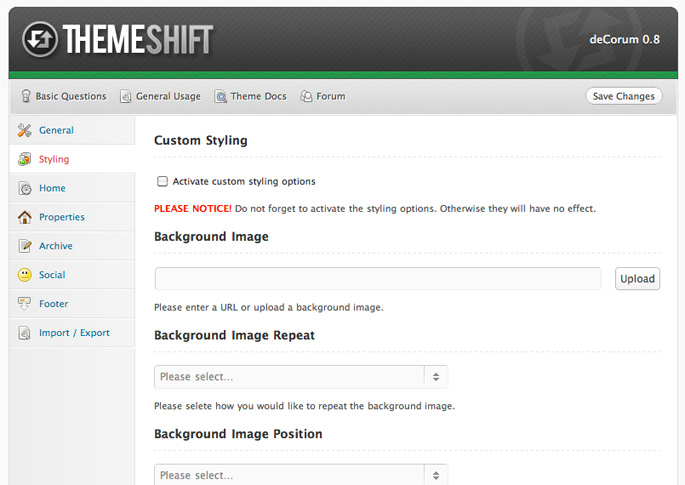 THEMESHIFT
deCorum 0.8
Basic Questions
General Usage
Theme Docs
Forum
Save Changes
General
Styling
Home
Properties
Archive
Social
Footer
Import / Export
Custom Styling
Activate custom styling options
PLEASE NOTICE! Do not forget to activate the styling options. Otherwise they will have no effect.
Background Image
Upload
Please enter a URL or upload a background image.
Background Image Repeat
Please select...
Please selete how you would like to repeat the background image.
Background Image Position
Please select...